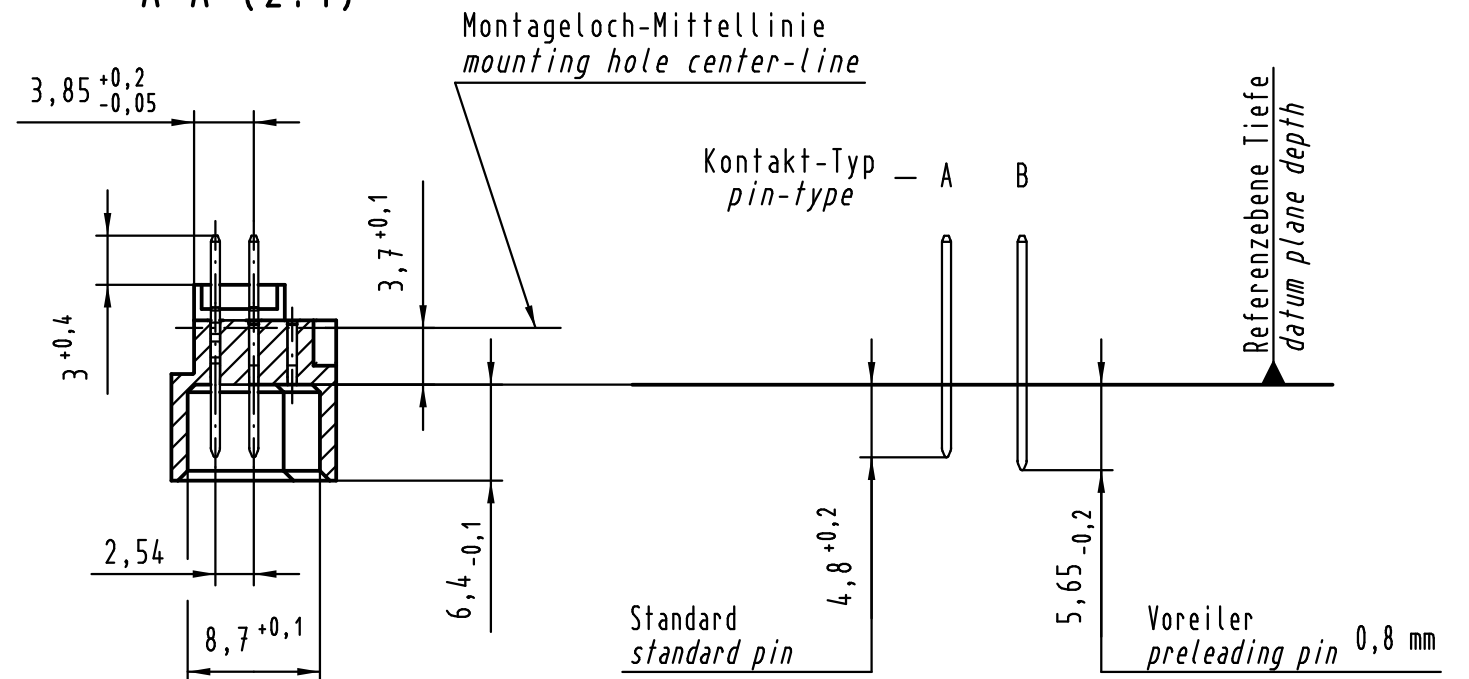 A-A (2:1)
Montageloch-Mittellinie
mounting hole center-line
3,85 +0,2 -0,05
Kontakt-Typ
pin-type
— A B
Referenzebene Tiefe
datum plane depth
3,7 +0,1
3 +0,4
2,54
8,7 +0,1
6,4 -0,1
4,8 +0,2
5,65 -0,2
Standard
standard pin
Voreiler
preleading pin 0,8 mm